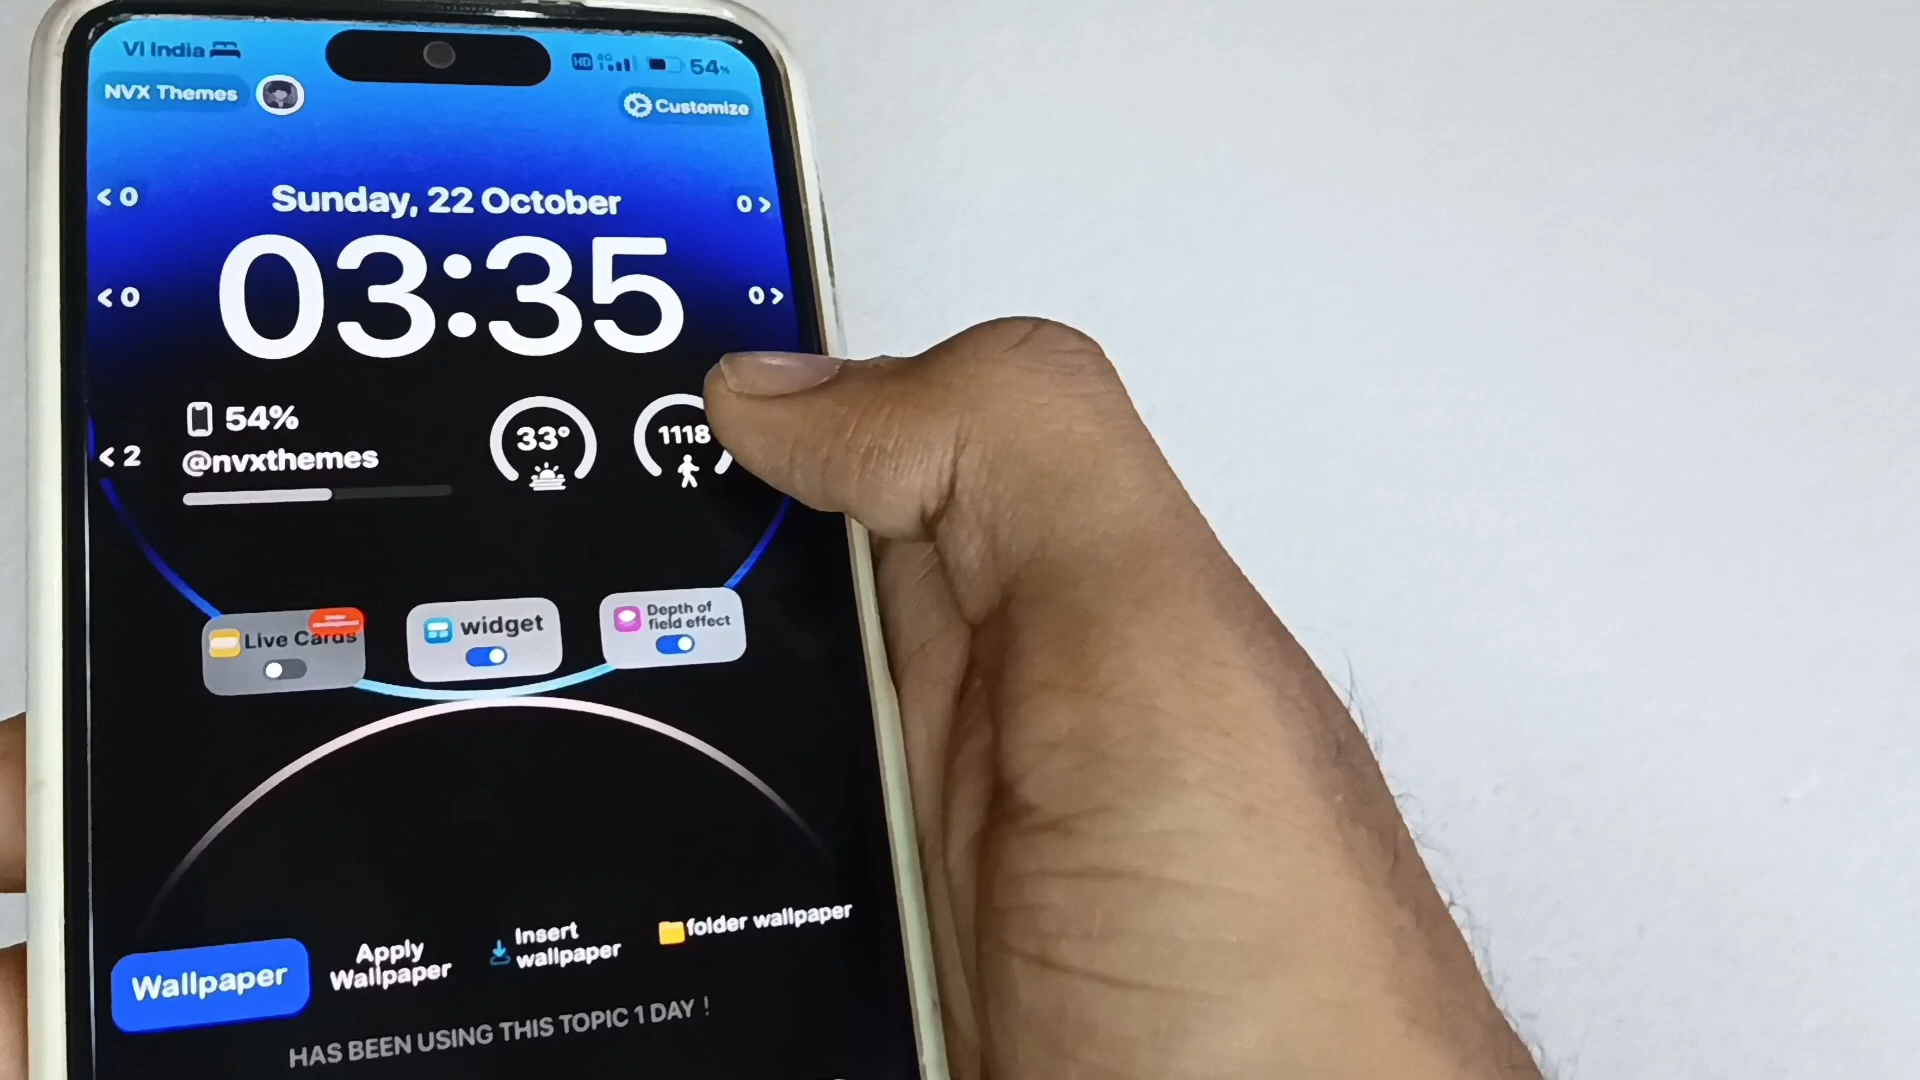 VI India
HD 4G 54%
NVX Themes
Customize
< 0
Sunday, 22 October
0 >
< 0
03:35
0 >
54%
33°
1118
< 2
@nvxthemes
Live Cards
widget
Depth of
field effect
Wallpaper
Apply
Wallpaper
Insert
wallpaper
folder wallpaper
HAS BEEN USING THIS TOPIC 1 DAY !